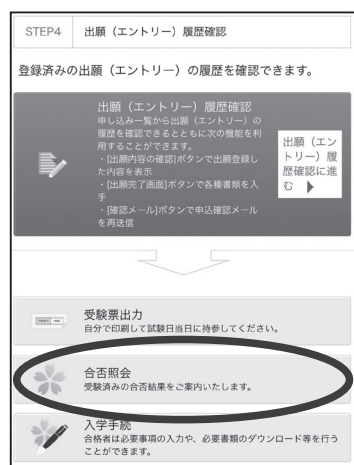 STEP4 出願（エントリー）履歴確認
登録済みの出願（エントリー）の履歴を確認できます。
出願（エントリー）履歴確認
申し込み一覧から出願（エントリー）の
履歴を確認できるとともに次の機能を利
用することができます。
・[出願内容の確認]ボタンで出願登録し
た内容を表示
・[出願完了画面]ボタンで各種書類を入
手
・[確認メール]ボタンで申込確認メール
を再送信
出願（エン
トリー）履
歴確認に進
む ▶
受験票出力
自分で印刷して試験日当日に持参してください。
合否照会
受験済みの合否結果をご案内いたします。
入学手続
合格者は必要事項の入力や、必要書類のダウンロード等を行う
ことができます。